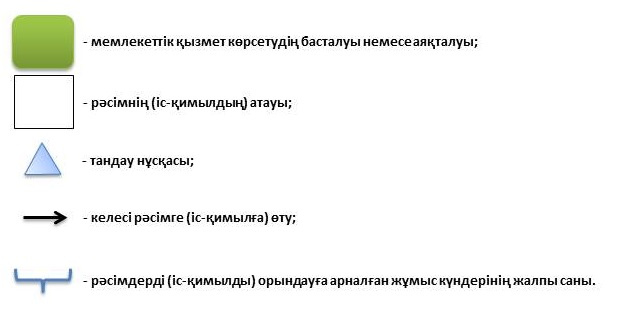 - мемлекеттік қызмет көрсетудің басталуы немесе аяқталуы;
- рәсімнің (іс-қимылдың) атауы;
- тандау нұсқасы;
- келесі рәсімге (іс-қимылға) өту;
- рәсімдерді (іс-қимылды) орындауға арналған жұмыс күндерінің жалпы саны.